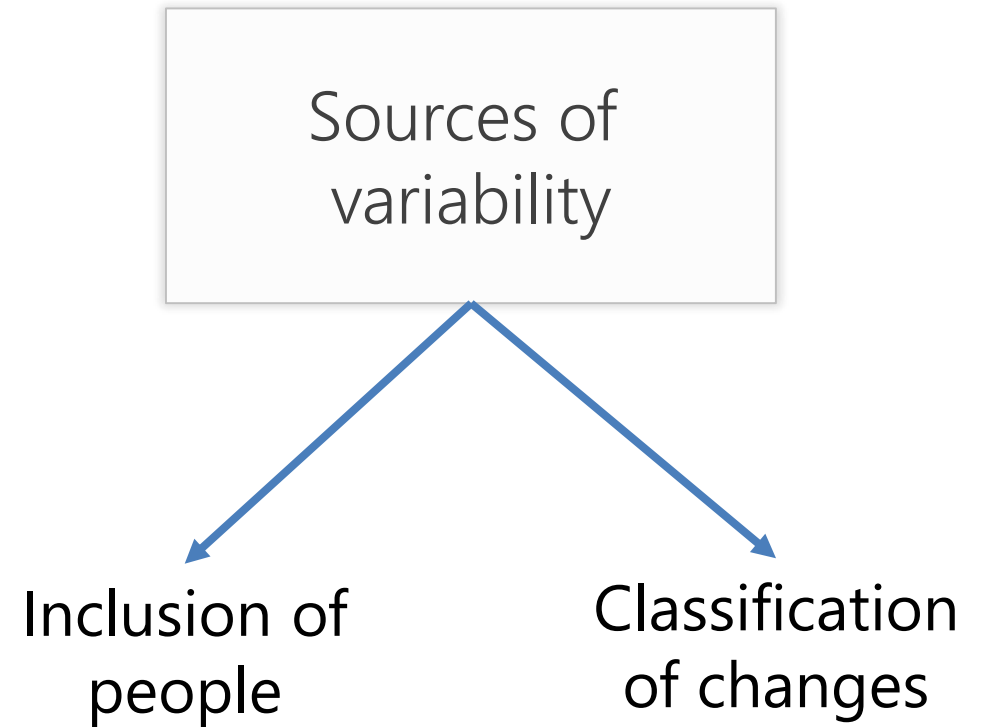 Sources of
variability
Inclusion of
people
Classification
of changes